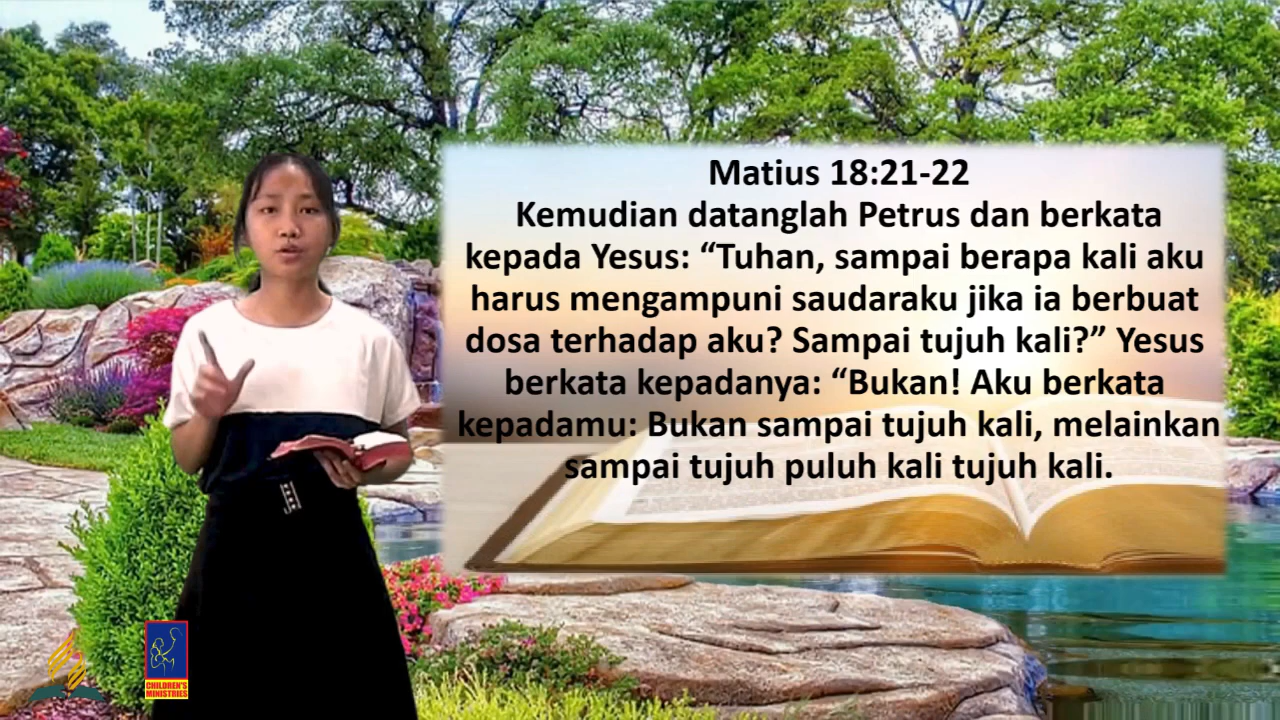 Matius 18:21-22
Kemudian datanglah Petrus dan berkata
kepada Yesus: “Tuhan, sampai berapa kali aku
harus mengampuni saudaraku jika ia berbuat
dosa terhadap aku? Sampai tujuh kali?” Yesus
berkata kepadanya: “Bukan! Aku berkata
kepadamu: Bukan sampai tujuh kali, melainkan
sampai tujuh puluh kali tujuh kali.
CHILDREN'S
MINISTRIES